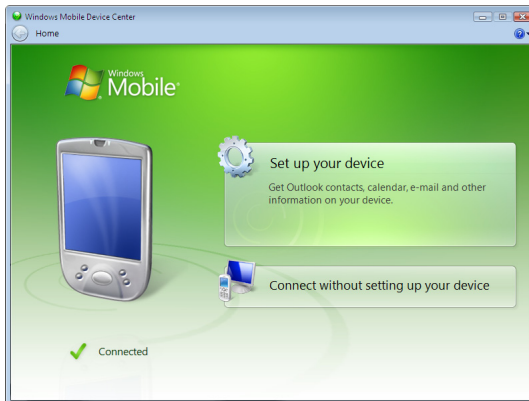 Windows Mobile Device Center
Home
Windows
Mobile
Set up your device
Get Outlook contacts, calendar, e-mail and other
information on your device.
Connect without setting up your device
Connected